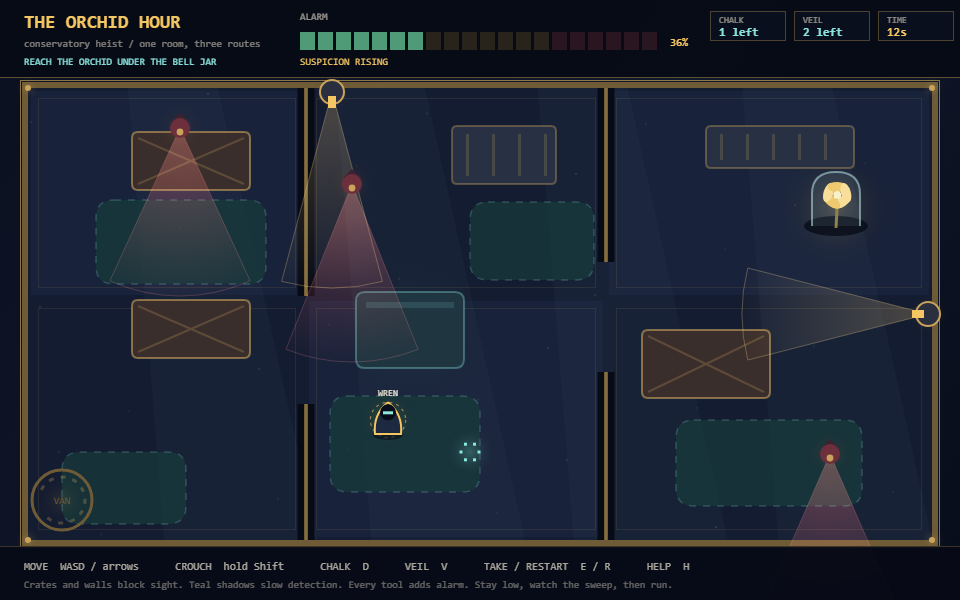 THE ORCHID HOUR
conservatory heist / one room, three routes
REACH THE ORCHID UNDER THE BELL JAR
ALARM
36%
SUSPICION RISING
CHALK
1 left
VEIL
2 left
TIME
12s
WREN
VAN
MOVE WASD / arrows CROUCH hold Shift CHALK D VEIL V TAKE / RESTART E / R HELP H
Crates and walls block sight. Teal shadows slow detection. Every tool adds alarm. Stay low, watch the sweep, then run.